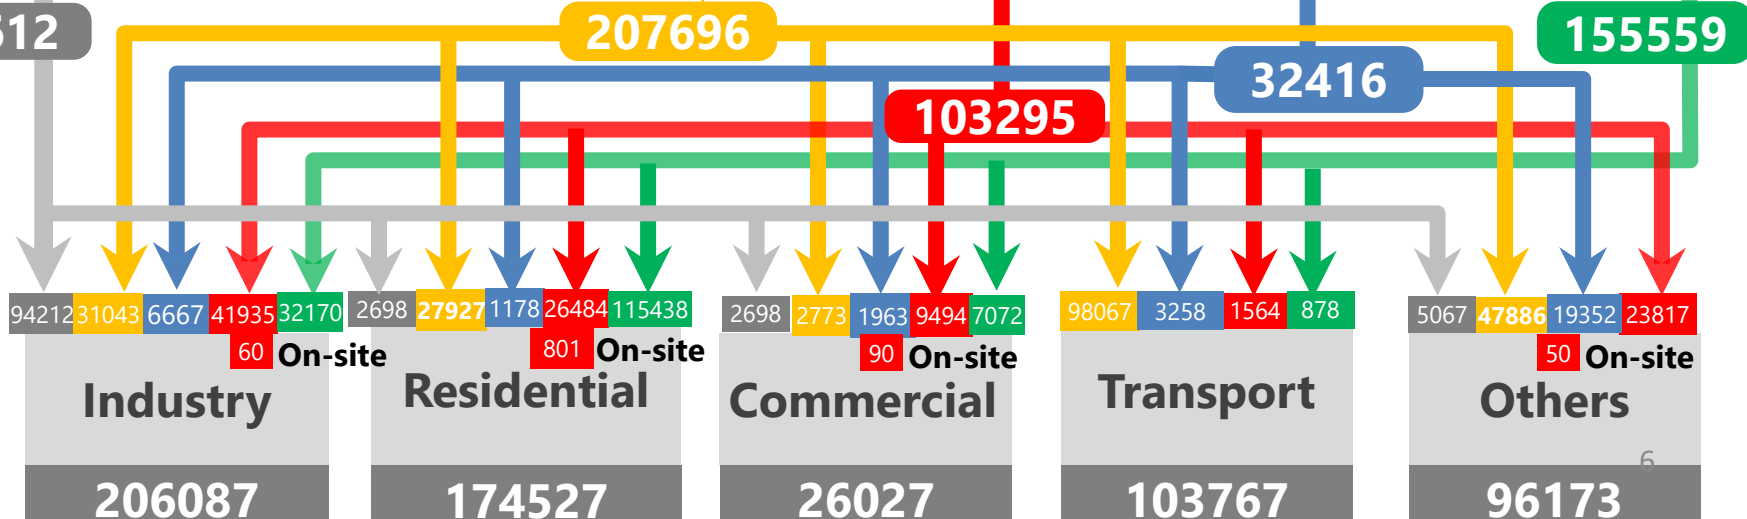 512
207696
155559
32416
103295
94212 31043 6667 41935 32170
2698 27927 1178 26484 115438
2698 2773 1963 9494 7072
98067 3258 1564 878
5067 47886 19352 23817
60 On-site
801 On-site
90 On-site
50 On-site
Industry
Residential
Commercial
Transport
Others
6
206087
174527
26027
103767
96173